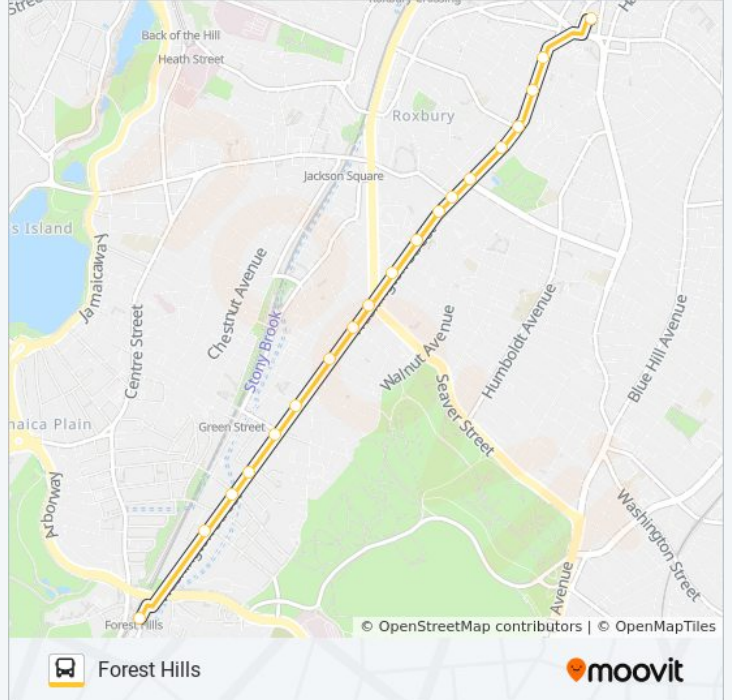 Back of the Hill
Heath Street
Roxbury
Jackson Square
s Island
Jamaicaway
Chestnut Avenue
Centre Street
Stony Brook
Walnut Avenue
Humboldt Avenue
Blue Hill Avenue
Seaver Street
Green Street
naica Plain
Arborway
Washington Street
Avenue
Forest Hills
© OpenStreetMap contributors | © OpenMapTiles
Forest Hills
moovit